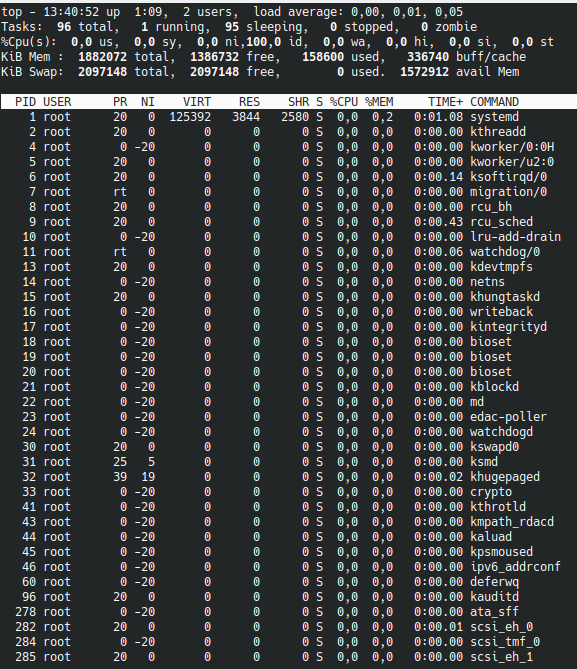 top - 13:40:52 up  1:09,  2 users,  load average: 0,00, 0,01, 0,05
Tasks:  96 total,   1 running,  95 sleeping,   0 stopped,   0 zombie
%Cpu(s):  0,0 us,  0,0 sy,  0,0 ni,100,0 id,  0,0 wa,  0,0 hi,  0,0 si,  0,0 st
KiB Mem :  1882072 total,  1386732 free,   158600 used,   336740 buff/cache
KiB Swap:  2097148 total,  2097148 free,        0 used.  1572912 avail Mem
PID USER      PR  NI    VIRT    RES    SHR S %CPU %MEM     TIME+ COMMAND
1 root      20   0  125392   3844   2580 S  0,0  0,2   0:01.08 systemd
2 root      20   0       0      0      0 S  0,0  0,0   0:00.00 kthreadd
4 root       0 -20       0      0      0 S  0,0  0,0   0:00.00 kworker/0:0H
5 root      20   0       0      0      0 S  0,0  0,0   0:00.00 kworker/u2:0
6 root      20   0       0      0      0 S  0,0  0,0   0:00.14 ksoftirqd/0
7 root      rt   0       0      0      0 S  0,0  0,0   0:00.00 migration/0
8 root      20   0       0      0      0 S  0,0  0,0   0:00.00 rcu_bh
9 root      20   0       0      0      0 S  0,0  0,0   0:00.43 rcu_sched
10 root       0 -20       0      0      0 S  0,0  0,0   0:00.00 lru-add-drain
11 root      rt   0       0      0      0 S  0,0  0,0   0:00.06 watchdog/0
13 root      20   0       0      0      0 S  0,0  0,0   0:00.00 kdevtmpfs
14 root       0 -20       0      0      0 S  0,0  0,0   0:00.00 netns
15 root      20   0       0      0      0 S  0,0  0,0   0:00.00 khungtaskd
16 root       0 -20       0      0      0 S  0,0  0,0   0:00.00 writeback
17 root       0 -20       0      0      0 S  0,0  0,0   0:00.00 kintegrityd
18 root       0 -20       0      0      0 S  0,0  0,0   0:00.00 bioset
19 root       0 -20       0      0      0 S  0,0  0,0   0:00.00 bioset
20 root       0 -20       0      0      0 S  0,0  0,0   0:00.00 bioset
21 root       0 -20       0      0      0 S  0,0  0,0   0:00.00 kblockd
22 root       0 -20       0      0      0 S  0,0  0,0   0:00.00 md
23 root       0 -20       0      0      0 S  0,0  0,0   0:00.00 edac-poller
24 root       0 -20       0      0      0 S  0,0  0,0   0:00.00 watchdogd
30 root      20   0       0      0      0 S  0,0  0,0   0:00.00 kswapd0
31 root      25   5       0      0      0 S  0,0  0,0   0:00.00 ksmd
32 root      39  19       0      0      0 S  0,0  0,0   0:00.02 khugepaged
33 root       0 -20       0      0      0 S  0,0  0,0   0:00.00 crypto
41 root       0 -20       0      0      0 S  0,0  0,0   0:00.00 kthrotld
43 root       0 -20       0      0      0 S  0,0  0,0   0:00.00 kmpath_rdacd
44 root       0 -20       0      0      0 S  0,0  0,0   0:00.00 kaluad
45 root       0 -20       0      0      0 S  0,0  0,0   0:00.00 kpsmoused
46 root       0 -20       0      0      0 S  0,0  0,0   0:00.00 ipv6_addrconf
60 root       0 -20       0      0      0 S  0,0  0,0   0:00.00 deferwq
96 root      20   0       0      0      0 S  0,0  0,0   0:00.00 kauditd
278 root       0 -20       0      0      0 S  0,0  0,0   0:00.00 ata_sff
282 root      20   0       0      0      0 S  0,0  0,0   0:00.01 scsi_eh_0
284 root       0 -20       0      0      0 S  0,0  0,0   0:00.00 scsi_tmf_0
285 root      20   0       0      0      0 S  0,0  0,0   0:00.00 scsi_eh_1